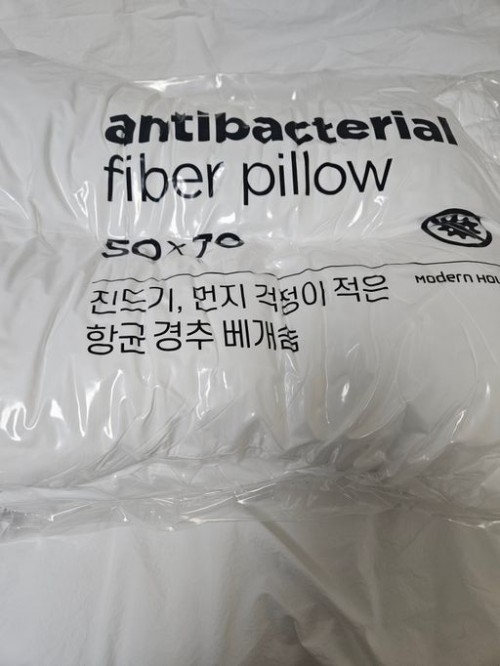 antibacterial
fiber pillow
50×70
MODERN HOU
진드기, 먼지 걱정이 적은
항균 경추 베개솜